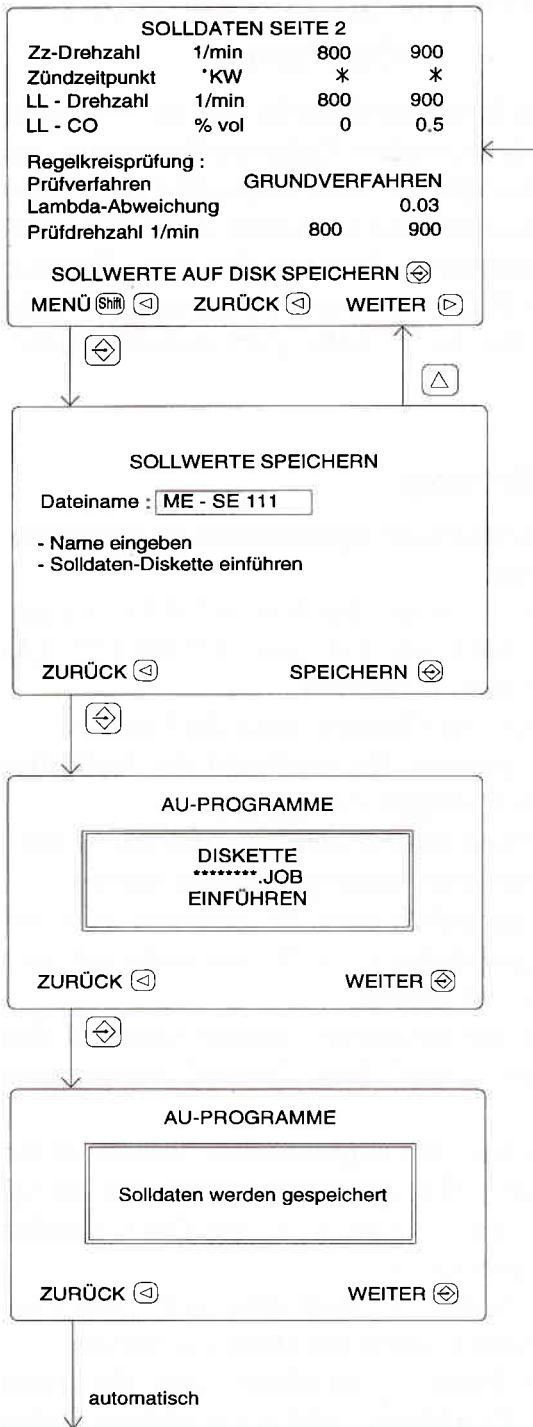 SOLLDATEN SEITE 2
Zz-Drehzahl 1/min 800 900
Zündzeitpunkt °KW * *
LL - Drehzahl 1/min 800 900
LL - CO % vol 0 0.5
Regelkreisprüfung :
Prüfverfahren GRUNDVERFAHREN
Lambda-Abweichung 0.03
Prüfdrehzahl 1/min 800 900
SOLLWERTE AUF DISK SPEICHERN
MENÜ Shift ZURÜCK WEITER
SOLLWERTE SPEICHERN
Dateiname : ME - SE 111
- Name eingeben
- Solldaten-Diskette einführen
ZURÜCK SPEICHERN
AU-PROGRAMME
DISKETTE
********.JOB
EINFÜHREN
ZURÜCK WEITER
AU-PROGRAMME
Solldaten werden gespeichert
ZURÜCK WEITER
automatisch